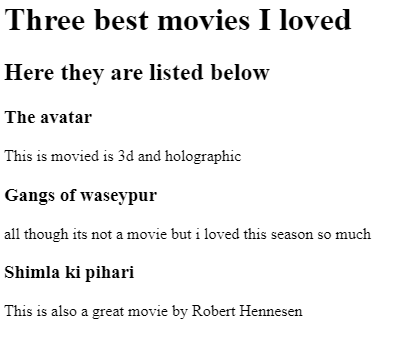 Three best movies I loved
Here they are listed below
The avatar
This is movied is 3d and holographic
Gangs of waseypur
all though its not a movie but i loved this season so much
Shimla ki pihari
This is also a great movie by Robert Hennesen